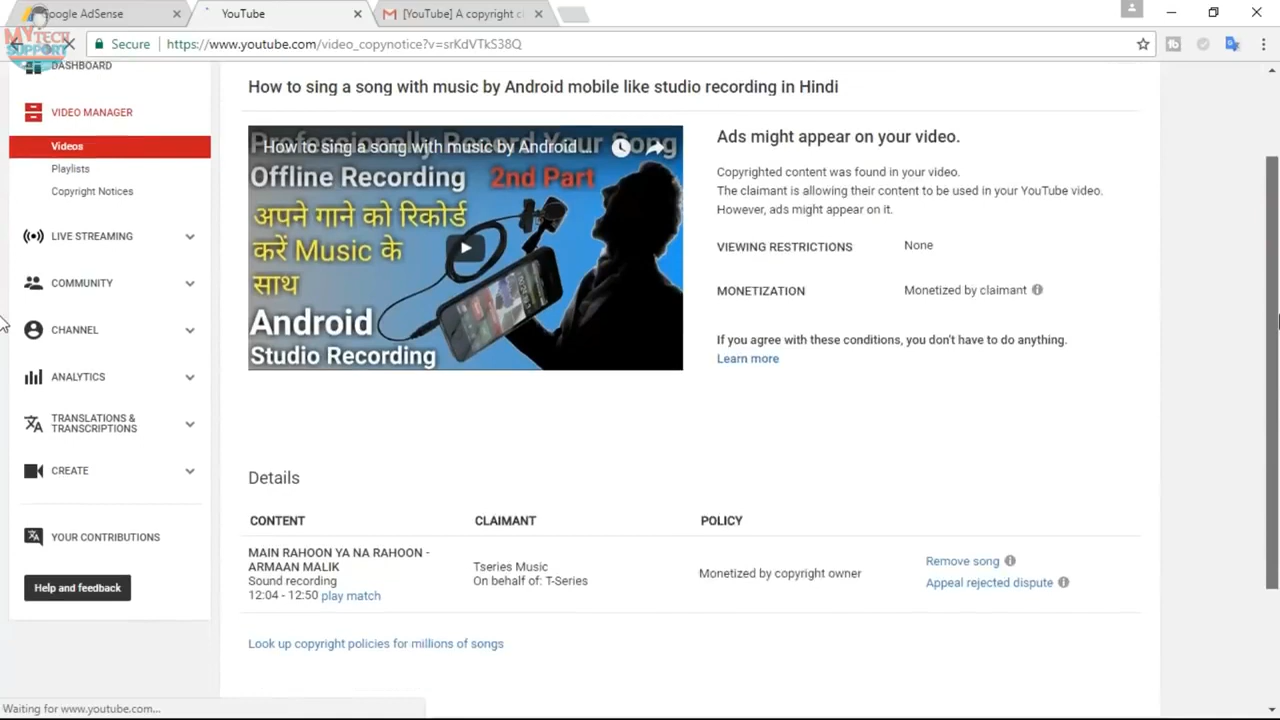 Google AdSense
YouTube
[YouTube] A copyright c
MY TECH
SUPPORT
Secure https://www.youtube.com/video_copynotice?v=srKdVTkS38Q
DASHBOARD
VIDEO MANAGER
Videos
Playlists
Copyright Notices
LIVE STREAMING
COMMUNITY
CHANNEL
ANALYTICS
TRANSLATIONS &
TRANSCRIPTIONS
CREATE
YOUR CONTRIBUTIONS
Help and feedback
How to sing a song with music by Android mobile like studio recording in Hindi
Professionally Record Your Song
How to sing a song with music by Android ...
Offline Recording 2nd Part
अपने गाने को रिकोर्ड
करें Music के
साथ
Android
Studio Recording
Ads might appear on your video.
Copyrighted content was found in your video.
The claimant is allowing their content to be used in your YouTube video.
However, ads might appear on it.
VIEWING RESTRICTIONS None
MONETIZATION Monetized by claimant
If you agree with these conditions, you don't have to do anything.
Learn more
Details
CONTENT CLAIMANT POLICY
MAIN RAHOON YA NA RAHOON -
ARMAAN MALIK
Sound recording
12:04 - 12:50 play match
Tseries Music
On behalf of: T-Series
Monetized by copyright owner
Remove song
Appeal rejected dispute
Look up copyright policies for millions of songs
Waiting for www.youtube.com...